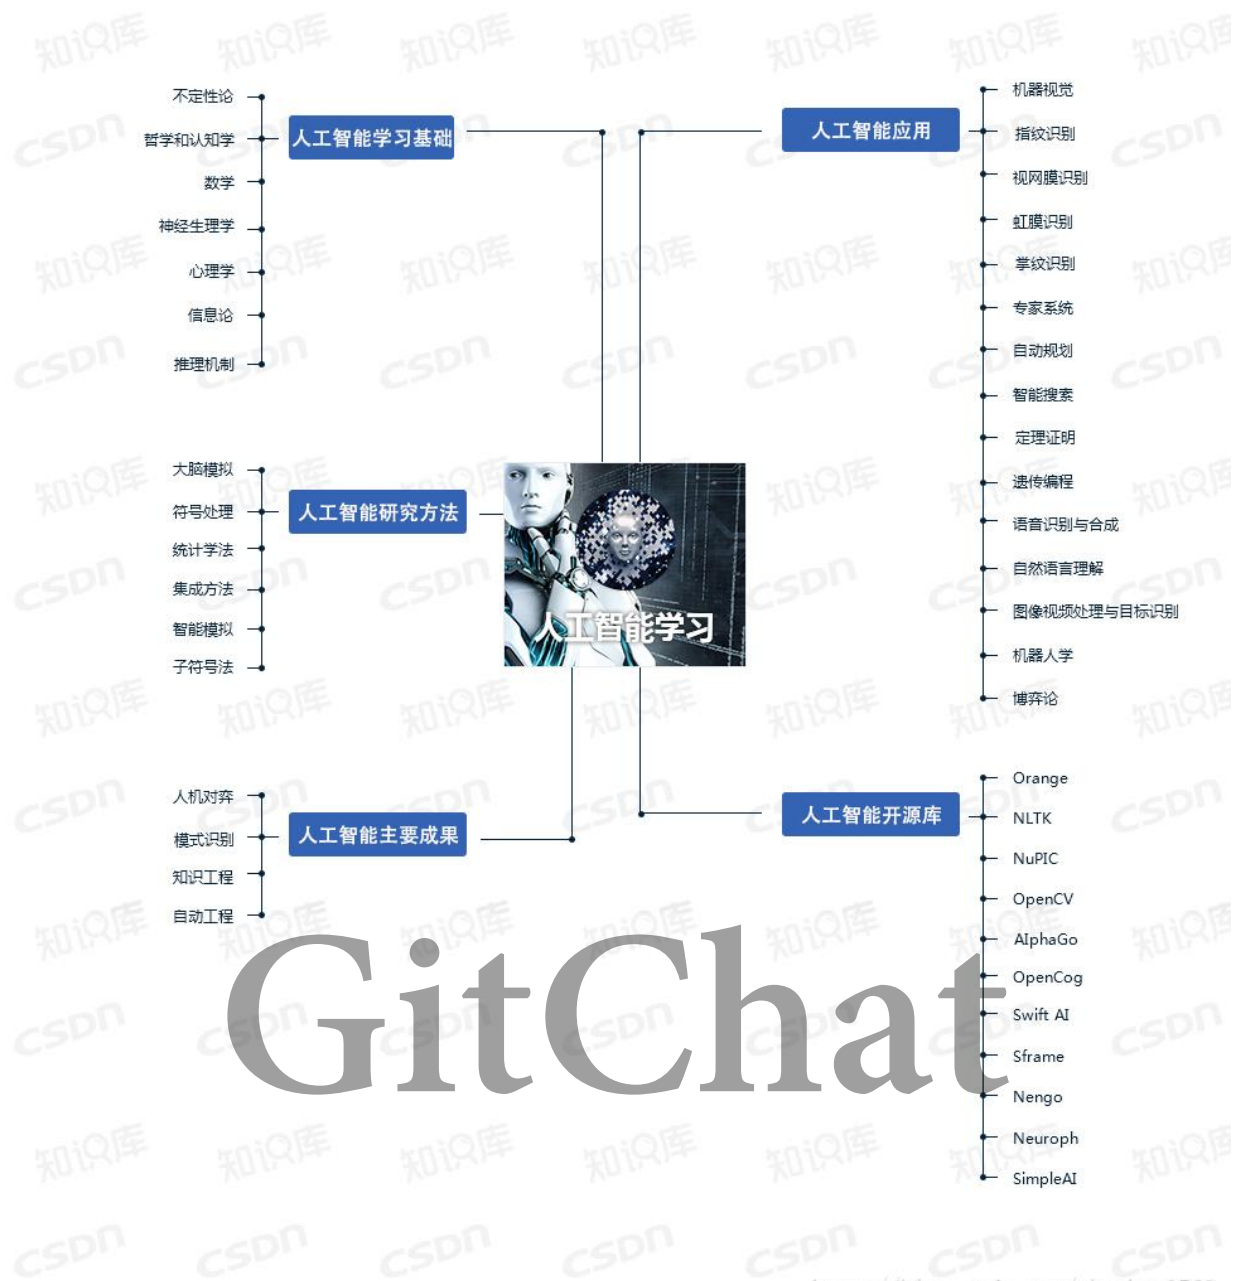 人工智能学习基础
不定性论
哲学和认知学
数学
神经生理学
心理学
信息论
推理机制
人工智能研究方法
大脑模拟
符号处理
统计学法
集成方法
智能模拟
子符号法
人工智能主要成果
人机对弈
模式识别
知识工程
自动工程
人工智能学习
人工智能应用
机器视觉
指纹识别
视网膜识别
虹膜识别
掌纹识别
专家系统
自动规划
智能搜索
定理证明
遗传编程
语音识别与合成
自然语言理解
图像视频处理与目标识别
机器人学
博弈论
人工智能开源库
Orange
NLTK
NuPIC
OpenCV
AlphaGo
OpenCog
Swift AI
Sframe
Nengo
Neuroph
SimpleAI
GitChat
知识库
CSDN